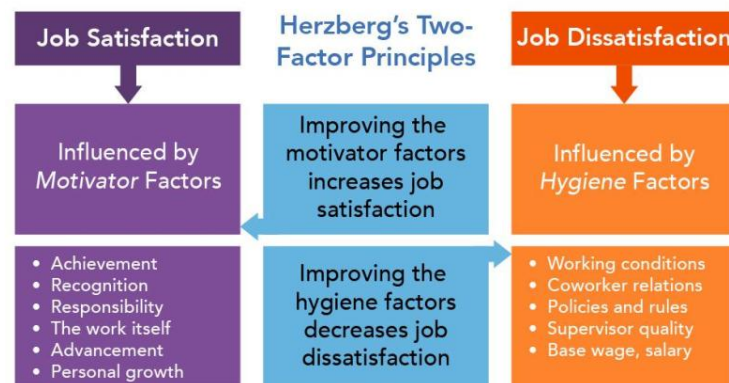 Job Satisfaction
Herzberg's Two-
Factor Principles
Job Dissatisfaction
Influenced by
Motivator Factors
Improving the
motivator factors
increases job
satisfaction
Influenced by
Hygiene Factors
• Achievement
• Recognition
• Responsibility
• The work itself
• Advancement
• Personal growth
Improving the
hygiene factors
decreases job
dissatisfaction
• Working conditions
• Coworker relations
• Policies and rules
• Supervisor quality
• Base wage, salary